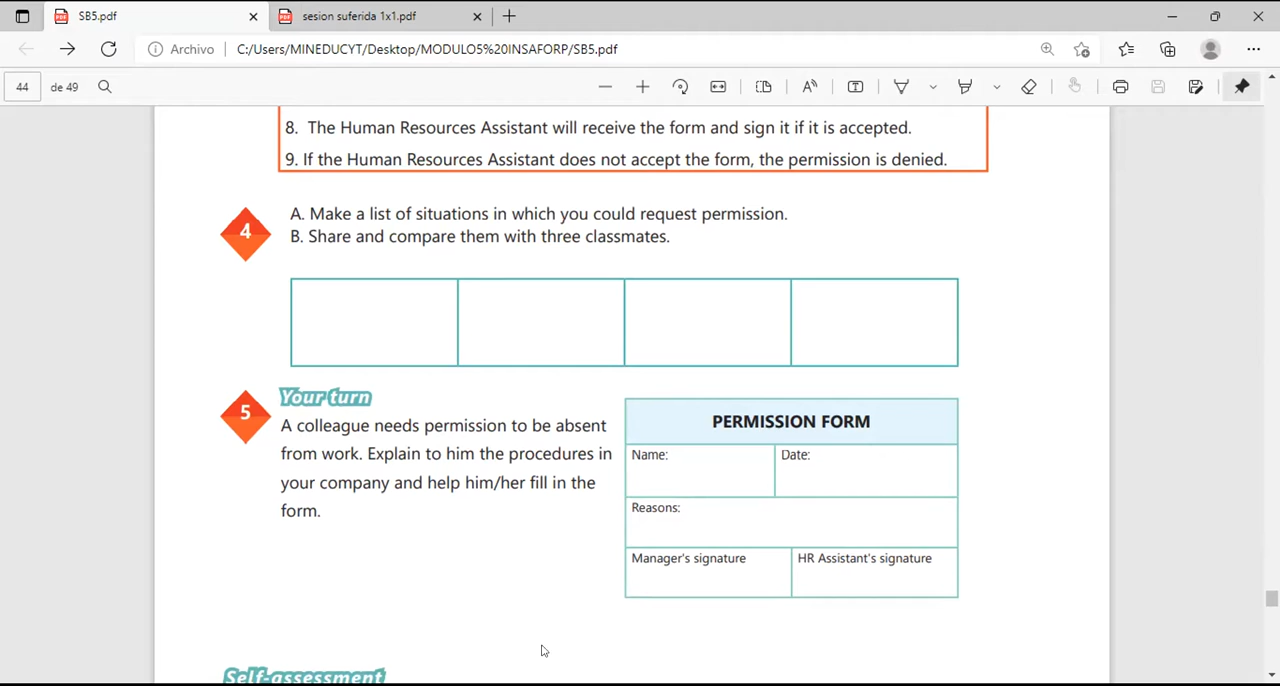 SB5.pdf
sesion suferida 1x1.pdf
Archivo
C:/Users/MINEDUCYT/Desktop/MODULO5%20INSAFORP/SB5.pdf
44
de 49
8. The Human Resources Assistant will receive the form and sign it if it is accepted.
9. If the Human Resources Assistant does not accept the form, the permission is denied.
4
A. Make a list of situations in which you could request permission.
B. Share and compare them with three classmates.
5
Your turn
A colleague needs permission to be absent
from work. Explain to him the procedures in
your company and help him/her fill in the
form.
PERMISSION FORM
Name:
Date:
Reasons:
Manager's signature
HR Assistant's signature
Self-assessment